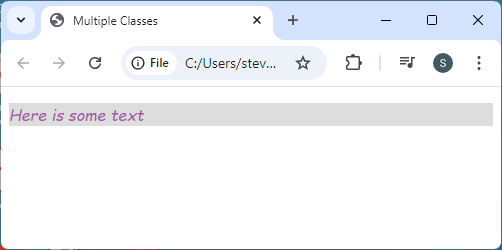 Multiple Classes
File C:/Users/stev...
S
Here is some text